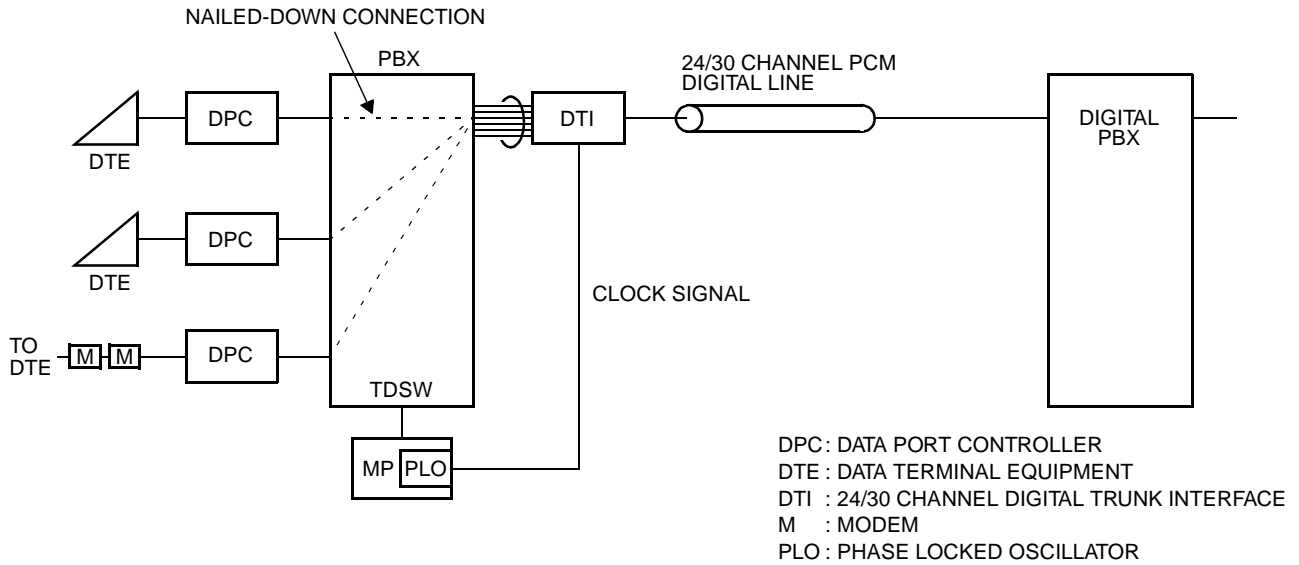 NAILED-DOWN CONNECTION
PBX
24/30 CHANNEL PCM
DIGITAL LINE
DPC
DTI
DIGITAL
PBX
DTE
DPC
DTE
CLOCK SIGNAL
TO
DTE
M
M
DPC
TDSW
MP
PLO
DPC : DATA PORT CONTROLLER
DTE : DATA TERMINAL EQUIPMENT
DTI : 24/30 CHANNEL DIGITAL TRUNK INTERFACE
M : MODEM
PLO : PHASE LOCKED OSCILLATOR